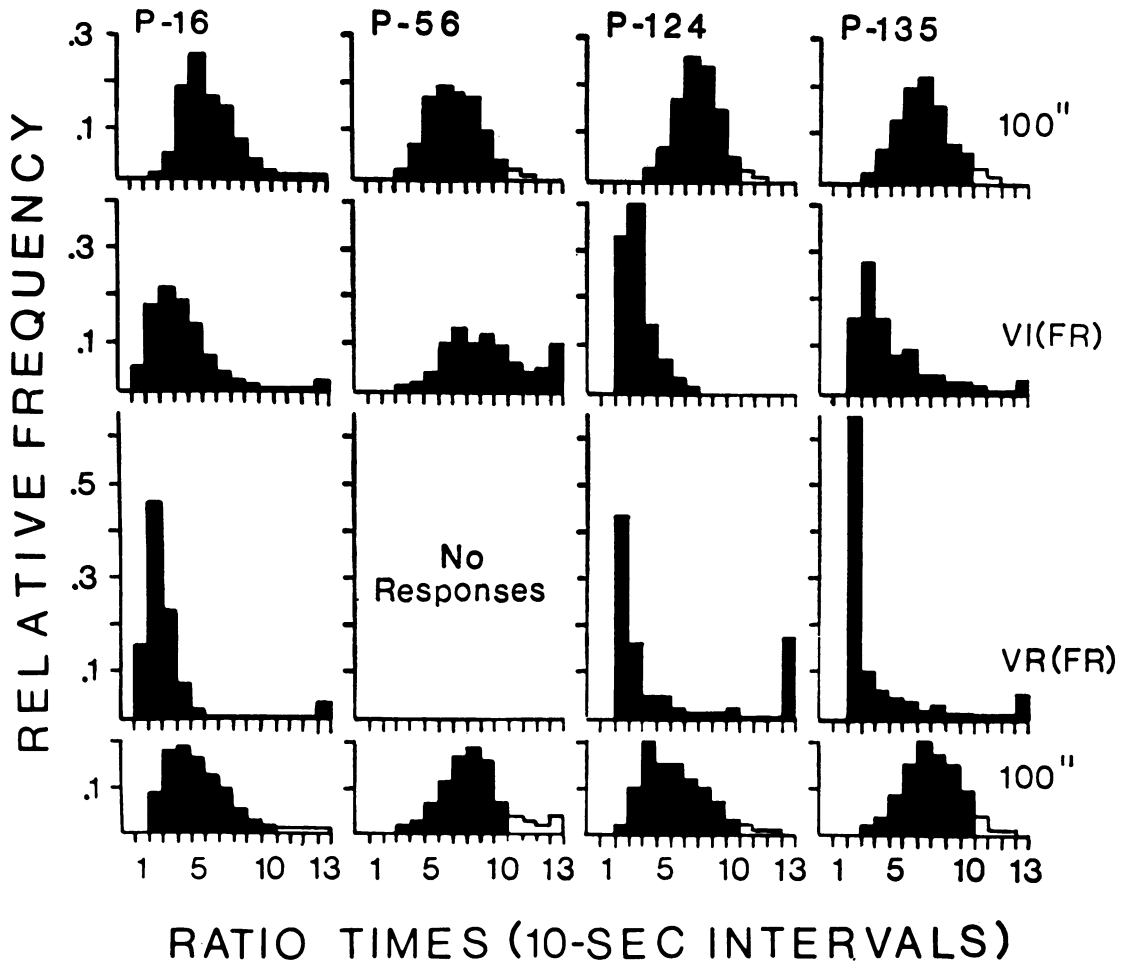 P-16 P-56 P-124 P-135
.3
.1
100"
.3
.1
VI(FR)
.5
.3
.1
No
Responses
VR(FR)
.1
100"
1 5 10 13 1 5 10 13 1 5 10 13 1 5 10 13
RELATIVE FREQUENCY
RATIO TIMES (10-SEC INTERVALS)